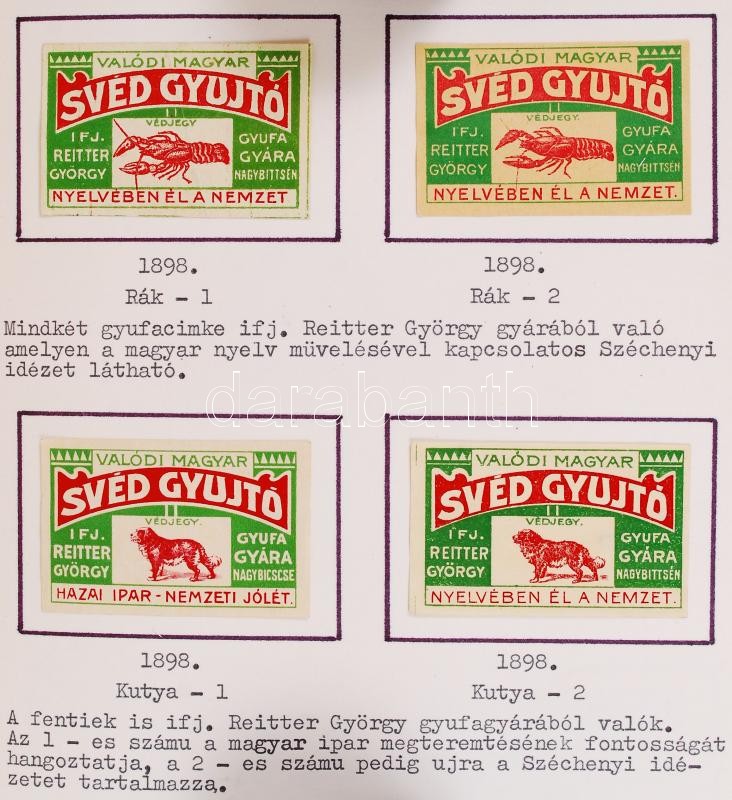 VALÓDI MAGYAR
SVÉD GYUJTÓ
VÉDJEGY
IFJ.
REITTER
GYÖRGY
GYUFA
GYÁRA
NAGYBITTSÉN
NYELVÉBEN ÉL A NEMZET
VALÓDI MAGYAR
SVÉD GYUJTÓ
VÉDJEGY.
IFJ.
REITTER
GYÖRGY
GYUFA
GYÁRA
NAGYBITTSÉN
NYELVÉBEN ÉL A NEMZET.
1898.
Rák - 1
1898.
Rák - 2
Mindkét gyufacimke ifj. Reitter György gyárából való
amelyen a magyar nyelv müvelésével kapcsolatos Széchenyi
idézet látható.
darabanth
VALÓDI MAGYAR
SVÉD GYUJTÓ
VÉDJEGY.
IFJ.
REITTER
GYÖRGY
GYUFA
GYÁRA
NAGYBICSCSE
HAZAI IPAR - NEMZETI JÓLÉT.
VALÓDI MAGYAR
SVÉD GYUJTÓ
VÉDJEGY.
IFJ.
REITTER
GYÖRGY
GYUFA
GYÁRA
NAGYBITTSÉN
NYELVÉBEN ÉL A NEMZET.
1898.
Kutya - 1
1898.
Kutya - 2
A fentiek is ifj. Reitter György gyufagyárából valók.
Az 1 - es számu a magyar ipar megteremtésének fontosságát
hangoztatja, a 2 - es számu pedig ujra a Széchenyi idé-
zetet tartalmazza.